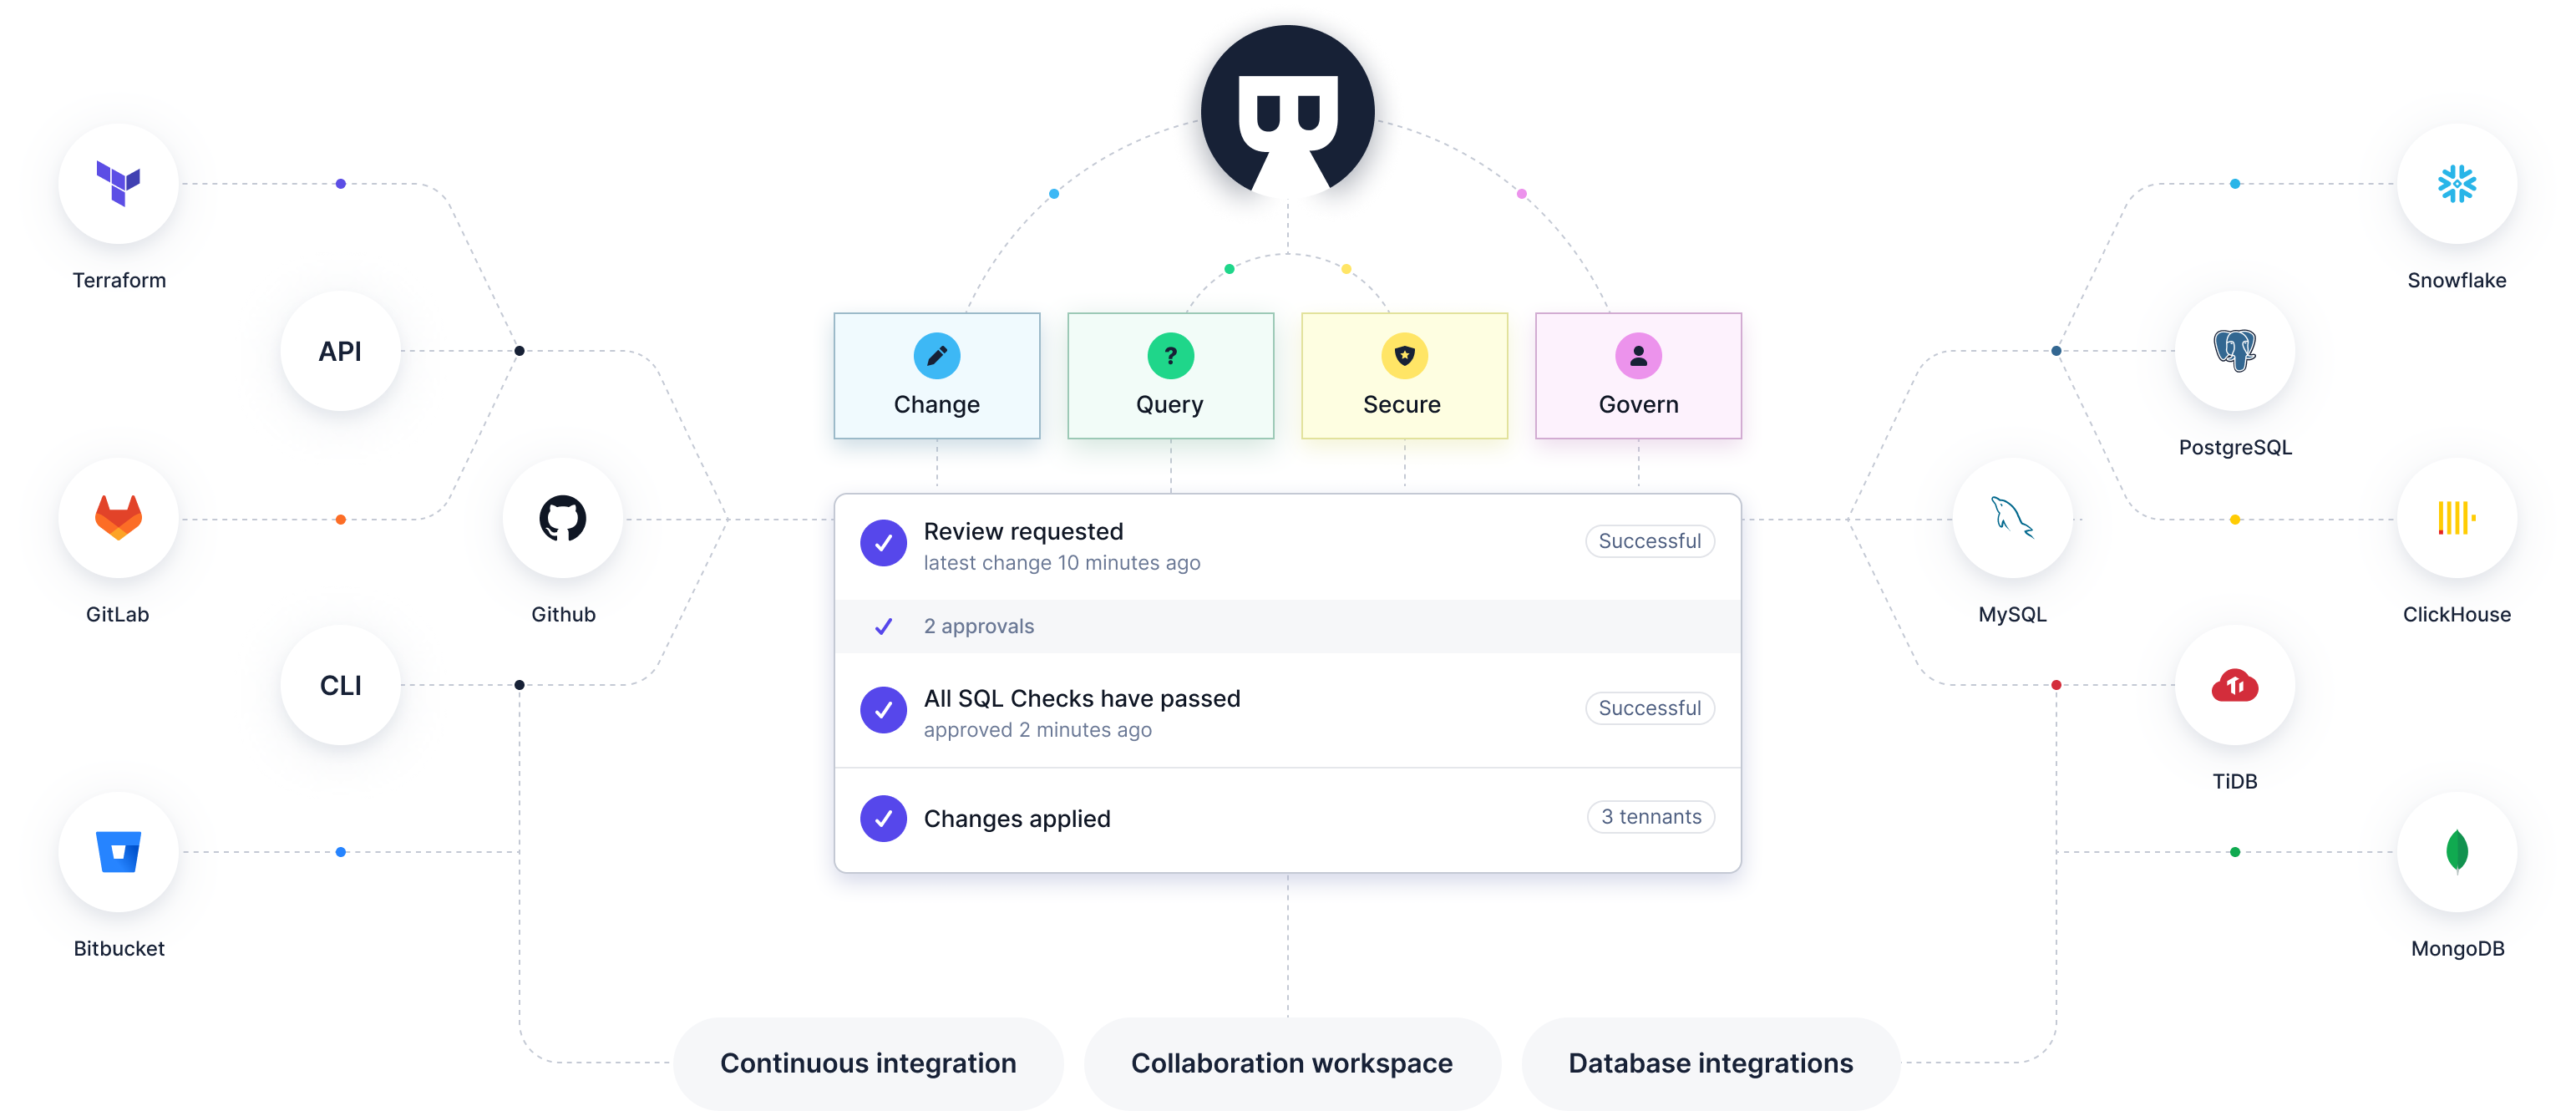 Terraform
API
GitLab
Github
CLI
Bitbucket
Change
Query
Secure
Govern
Review requested
latest change 10 minutes ago
Successful
2 approvals
All SQL Checks have passed
approved 2 minutes ago
Successful
Changes applied
3 tennants
Snowflake
PostgreSQL
MySQL
ClickHouse
TiDB
MongoDB
Continuous integration
Collaboration workspace
Database integrations